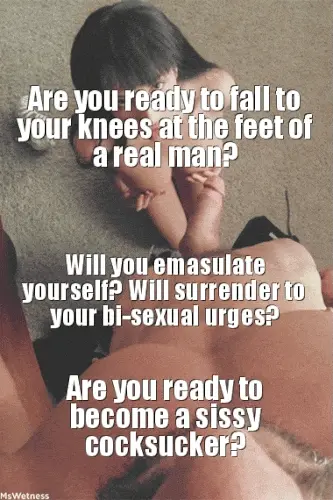 Are you ready to fall to
your knees at the feet of
a real man?
Will you emasulate
yourself? Will surrender to
your bi-sexual urges?
Are you ready to
become a sissy
cocksucker?
MsWetness